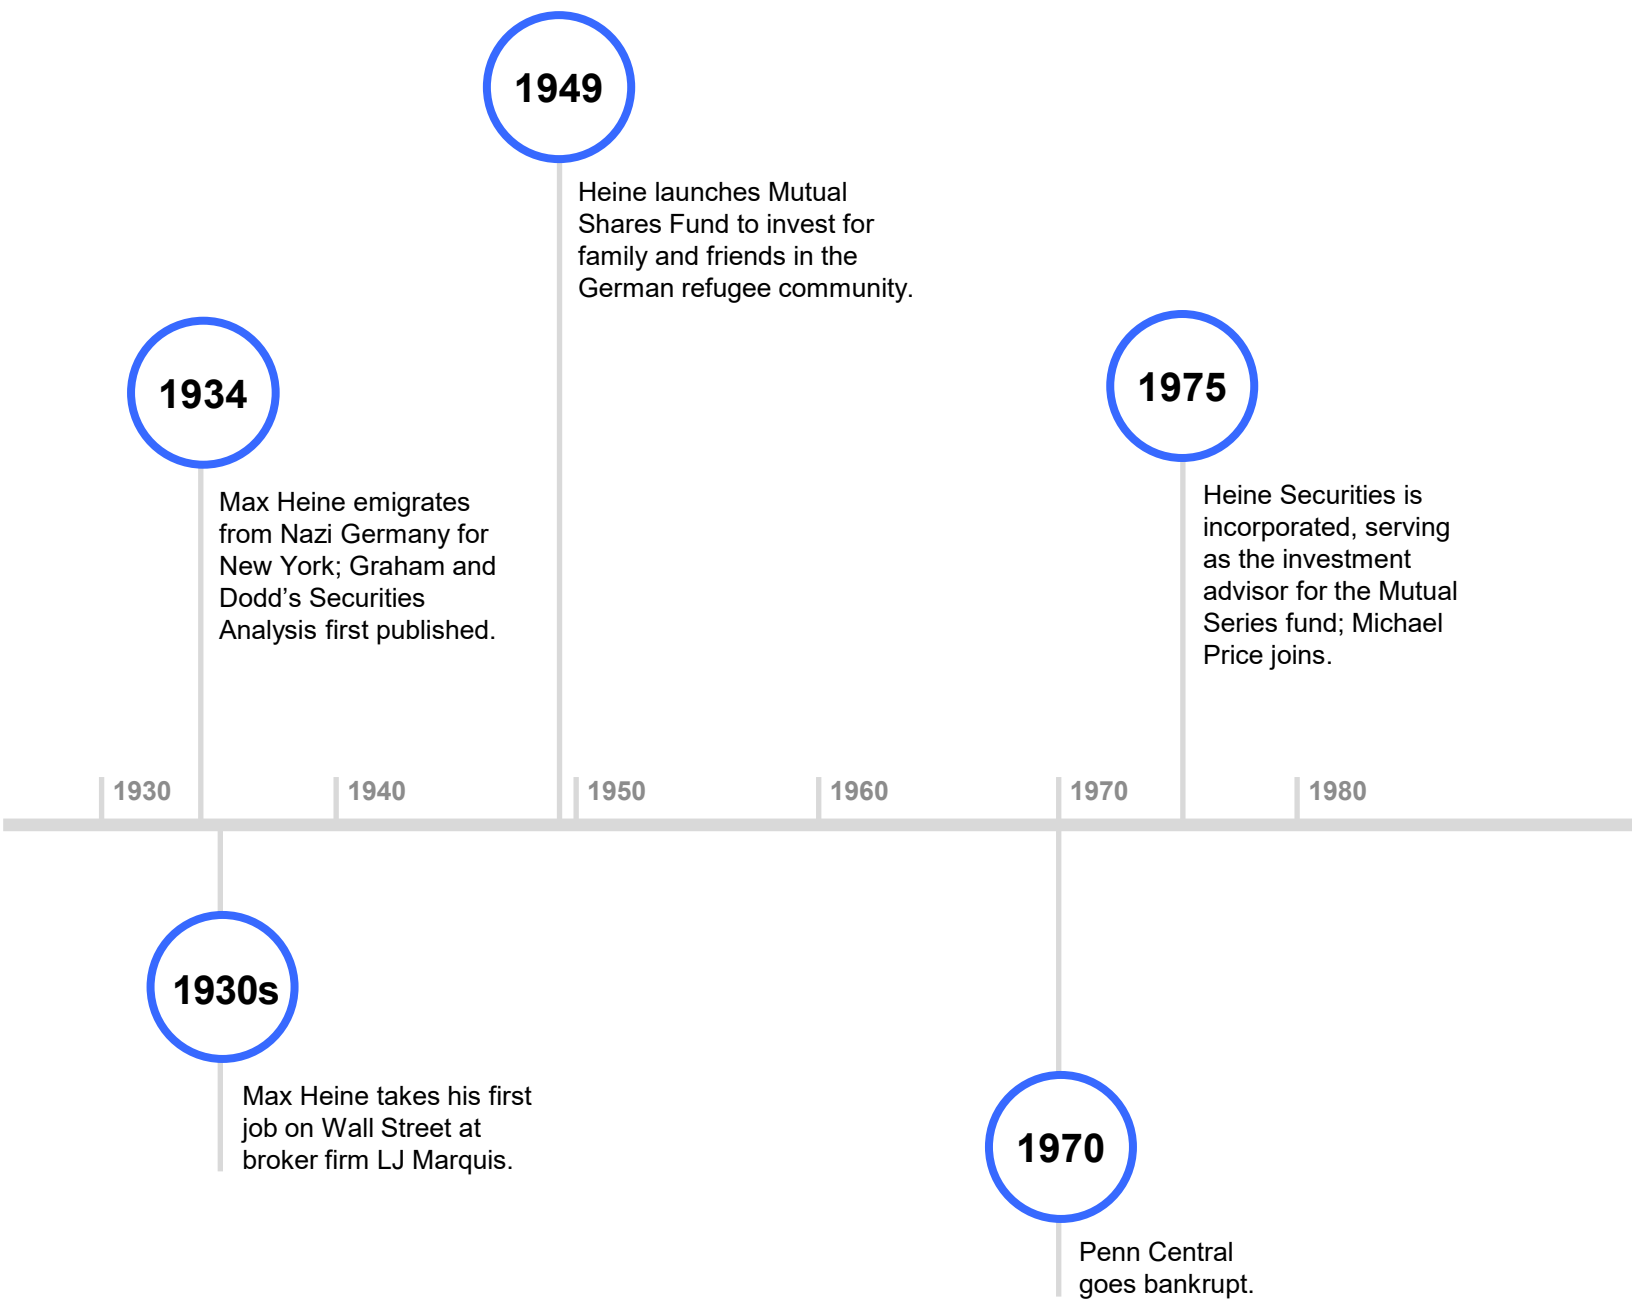 1949
Heine launches Mutual
Shares Fund to invest for
family and friends in the
German refugee community.
1934
Max Heine emigrates
from Nazi Germany for
New York; Graham and
Dodd’s Securities
Analysis first published.
1975
Heine Securities is
incorporated, serving
as the investment
advisor for the Mutual
Series fund; Michael
Price joins.
1930
1940
1950
1960
1970
1980
1930s
Max Heine takes his first
job on Wall Street at
broker firm LJ Marquis.
1970
Penn Central
goes bankrupt.